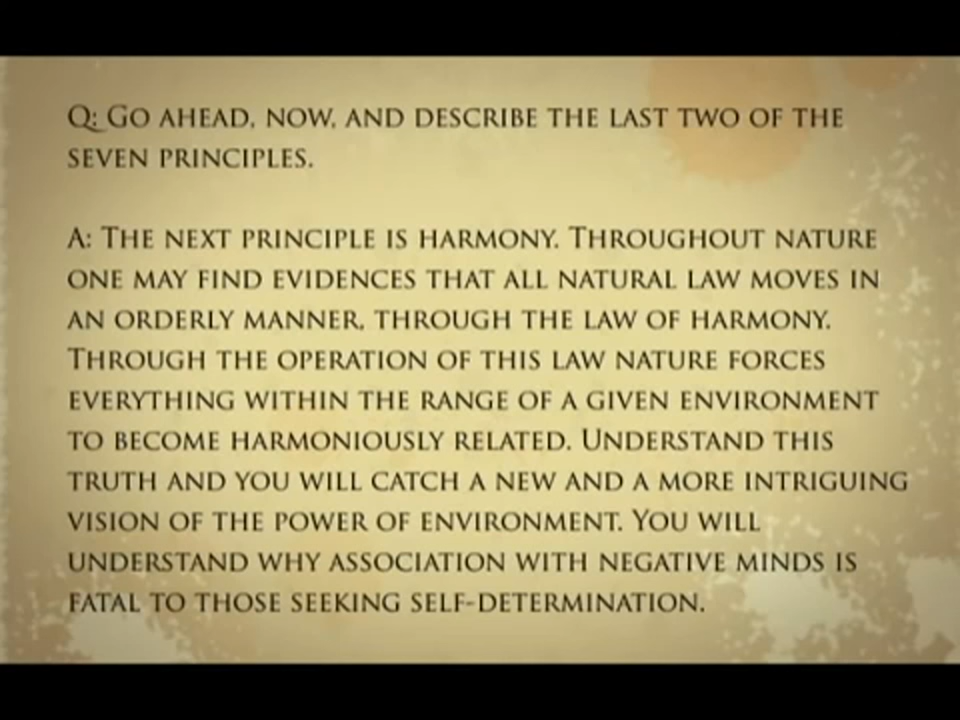 Q: Go ahead, now, and describe the last two of the
seven principles.
A: The next principle is harmony. Throughout nature
one may find evidences that all natural law moves in
an orderly manner, through the law of harmony.
Through the operation of this law nature forces
everything within the range of a given environment
to become harmoniously related. Understand this
truth and you will catch a new and a more intriguing
vision of the power of environment. You will
understand why association with negative minds is
fatal to those seeking self-determination.